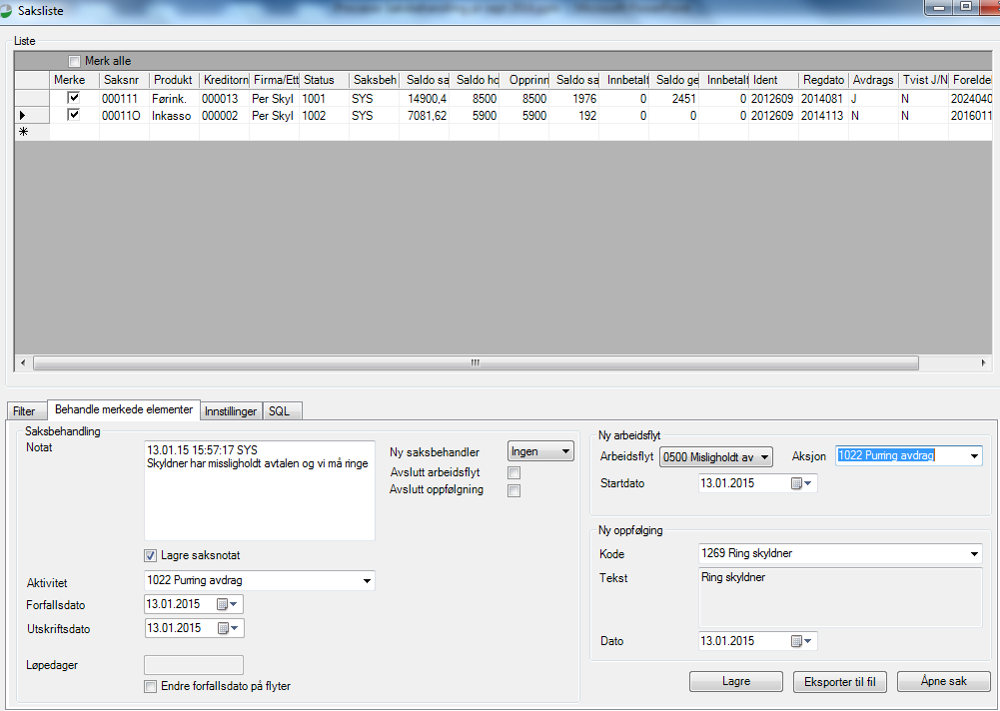 Saksliste
Liste
Merk alle
Merke Saksnr Produkt Kreditorn Firma/Ett Status Saksbeh Saldo sa Saldo ho Opprinn Saldo sa Innbetalt Saldo ge Innbetalt Ident Regdato Avdrags Tvist J/N Foreldel
000111 Førink. 000013 Per Skyl 1001 SYS 14900,4 8500 8500 1976 0 2451 0 2012609 2014081 J N 2024040
00011O Inkasso 000002 Per Skyl 1002 SYS 7081,62 5900 5900 192 0 0 0 2012609 2014113 N N 2016011
Filter Behandle merkede elementer Innstillinger SQL
Saksbehandling
Notat
13.01.15 15:57:17 SYS
Skyldner har missligholdt avtalen og vi må ringe
Lagre saksnotat
Aktivitet 1022 Purring avdrag
Forfallsdato 13.01.2015
Utskriftsdato 13.01.2015
Løpedager
Endre forfallsdato på flyter
Ny saksbehandler Ingen
Avslutt arbeidsflyt
Avslutt oppfølgning
Ny arbeidsflyt
Arbeidsflyt 0500 Misligholdt av Aksjon 1022 Purring avdrag
Startdato 13.01.2015
Ny oppfølging
Kode 1269 Ring skyldner
Tekst Ring skyldner
Dato 13.01.2015
Lagre Eksporter til fil Åpne sak